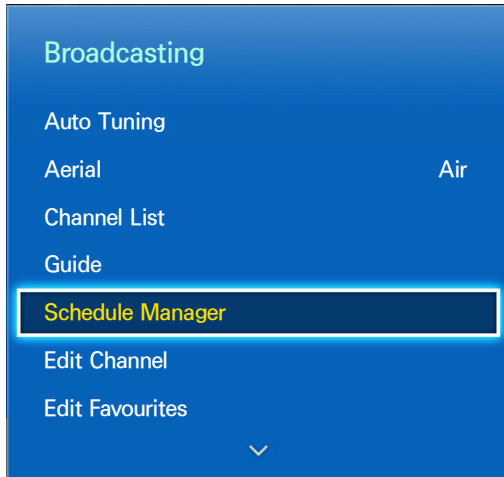 Broadcasting
Auto Tuning
Aerial Air
Channel List
Guide
Schedule Manager
Edit Channel
Edit Favourites